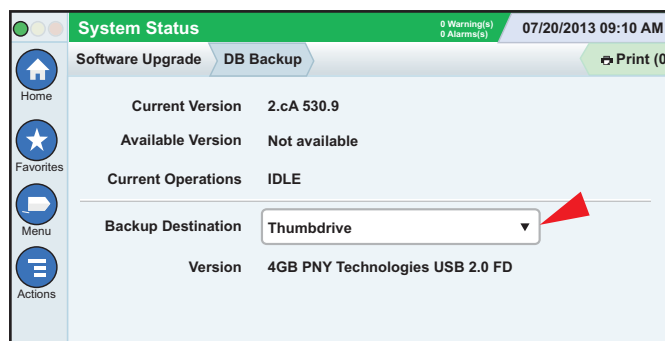 System Status
0 Warning(s)
0 Alarms(s)
07/20/2013 09:10 AM
Software Upgrade DB Backup Print (0
Home
Current Version 2.cA 530.9
Available Version Not available
Favorites
Current Operations IDLE
Menu
Backup Destination Thumbdrive
Version 4GB PNY Technologies USB 2.0 FD
Actions